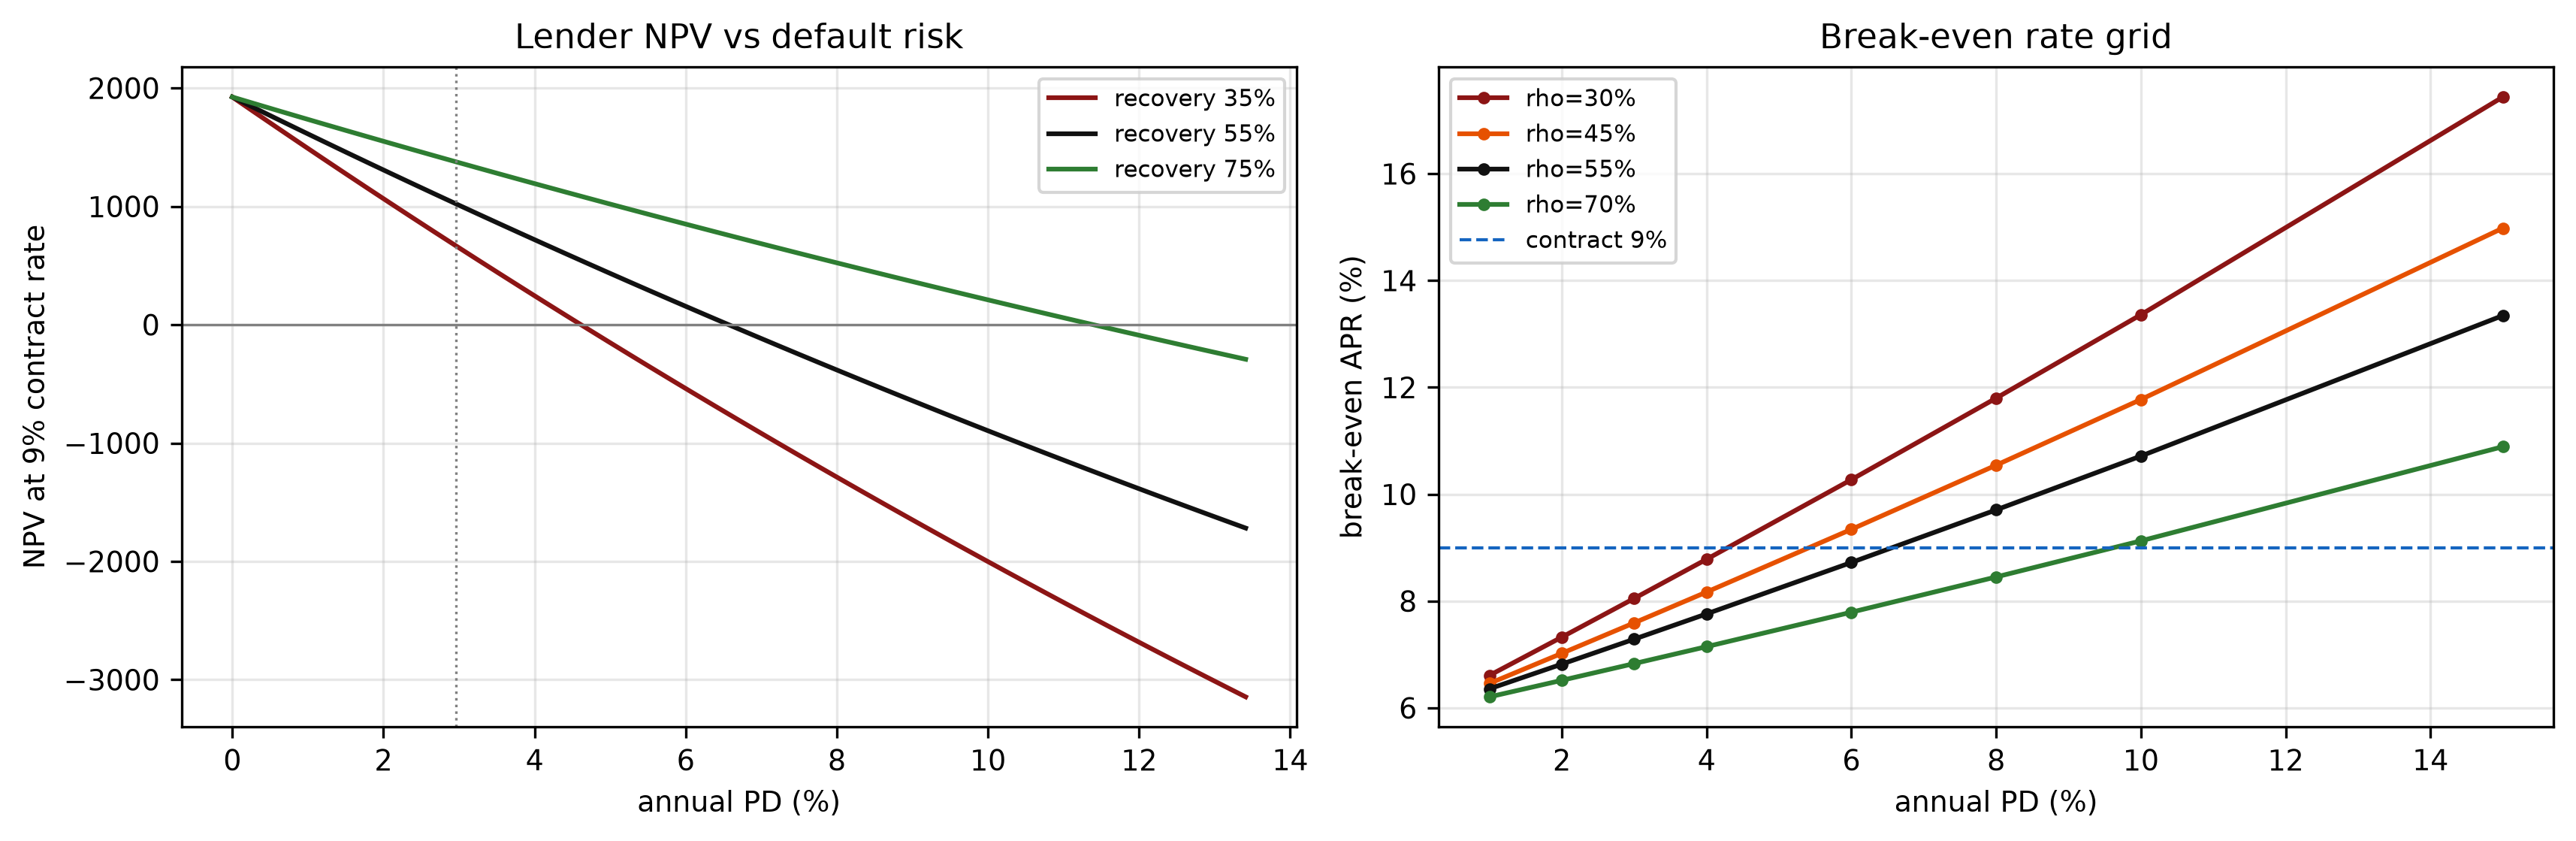 Lender NPV vs default risk
NPV at 9% contract rate
2000
1000
0
−1000
−2000
−3000
recovery 35%
recovery 55%
recovery 75%
0 2 4 6 8 10 12 14
annual PD (%)
Break-even rate grid
break-even APR (%)
16
14
12
10
8
6
rho=30%
rho=45%
rho=55%
rho=70%
contract 9%
2 4 6 8 10 12 14
annual PD (%)